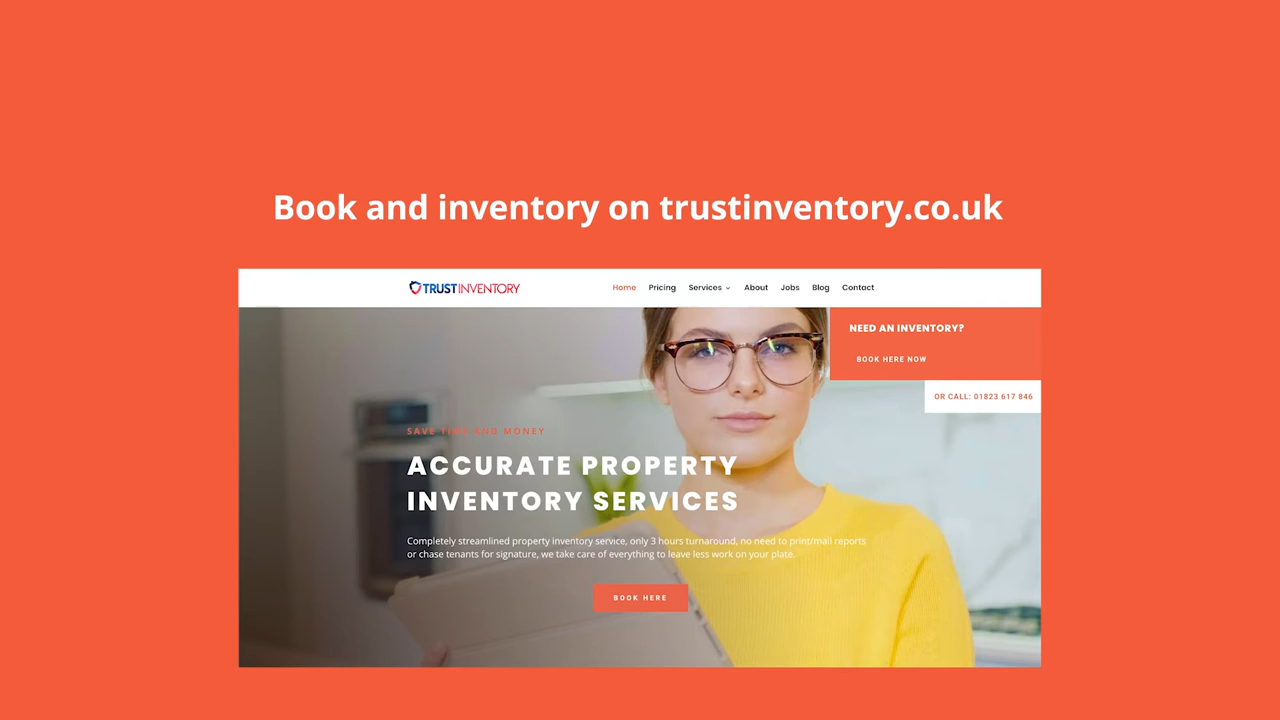 Book and inventory on trustinventory.co.uk
TRUSTINVENTORY
Home Pricing Services About Jobs Blog Contact
NEED AN INVENTORY?
BOOK HERE NOW
OR CALL: 01823 617 846
SAVE TIME AND MONEY
ACCURATE PROPERTY
INVENTORY SERVICES
Completely streamlined property inventory service, only 3 hours turnaround, no need to print/mail reports
or chase tenants for signature, we take care of everything to leave less work on your plate.
BOOK HERE